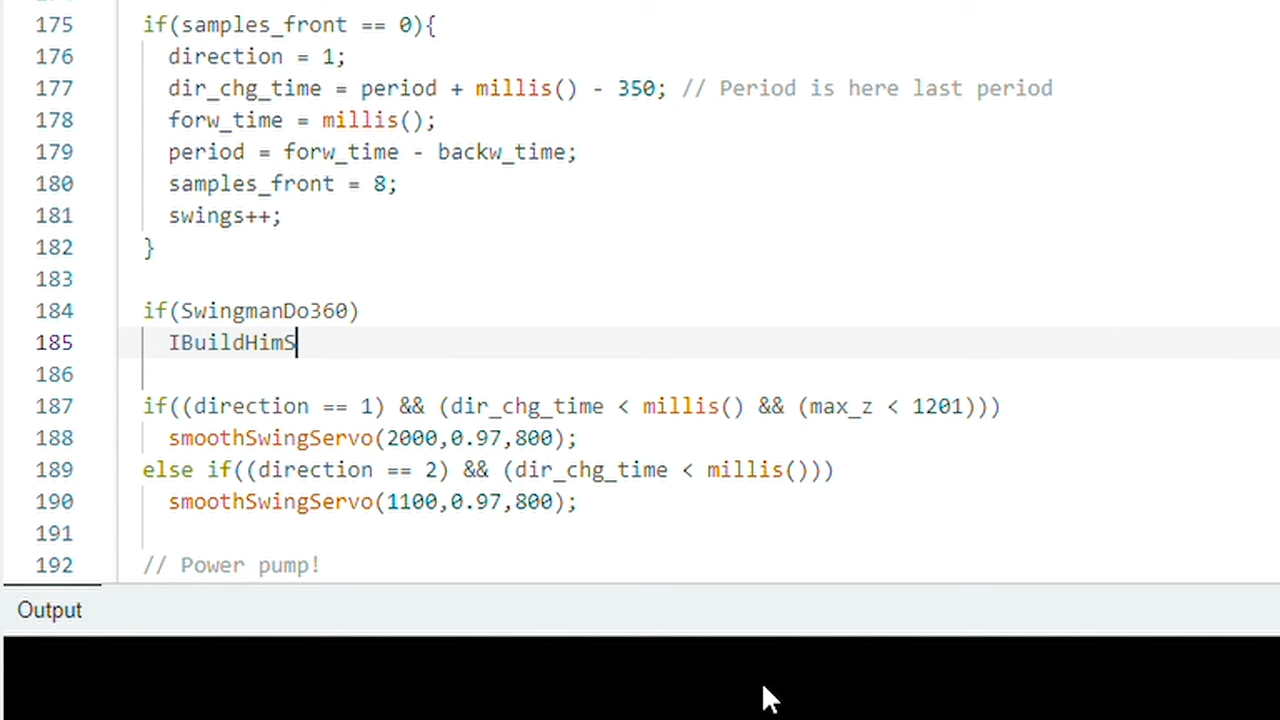 175 if(samples_front == 0){
176 direction = 1;
177 dir_chg_time = period + millis() - 350; // Period is here last period
178 forw_time = millis();
179 period = forw_time - backw_time;
180 samples_front = 8;
181 swings++;
182 }
183
184 if(SwingmanDo360)
185 IBuildHimS
186
187 if((direction == 1) && (dir_chg_time < millis() && (max_z < 1201)))
188 smoothSwingServo(2000,0.97,800);
189 else if((direction == 2) && (dir_chg_time < millis()))
190 smoothSwingServo(1100,0.97,800);
191
192 // Power pump!
Output